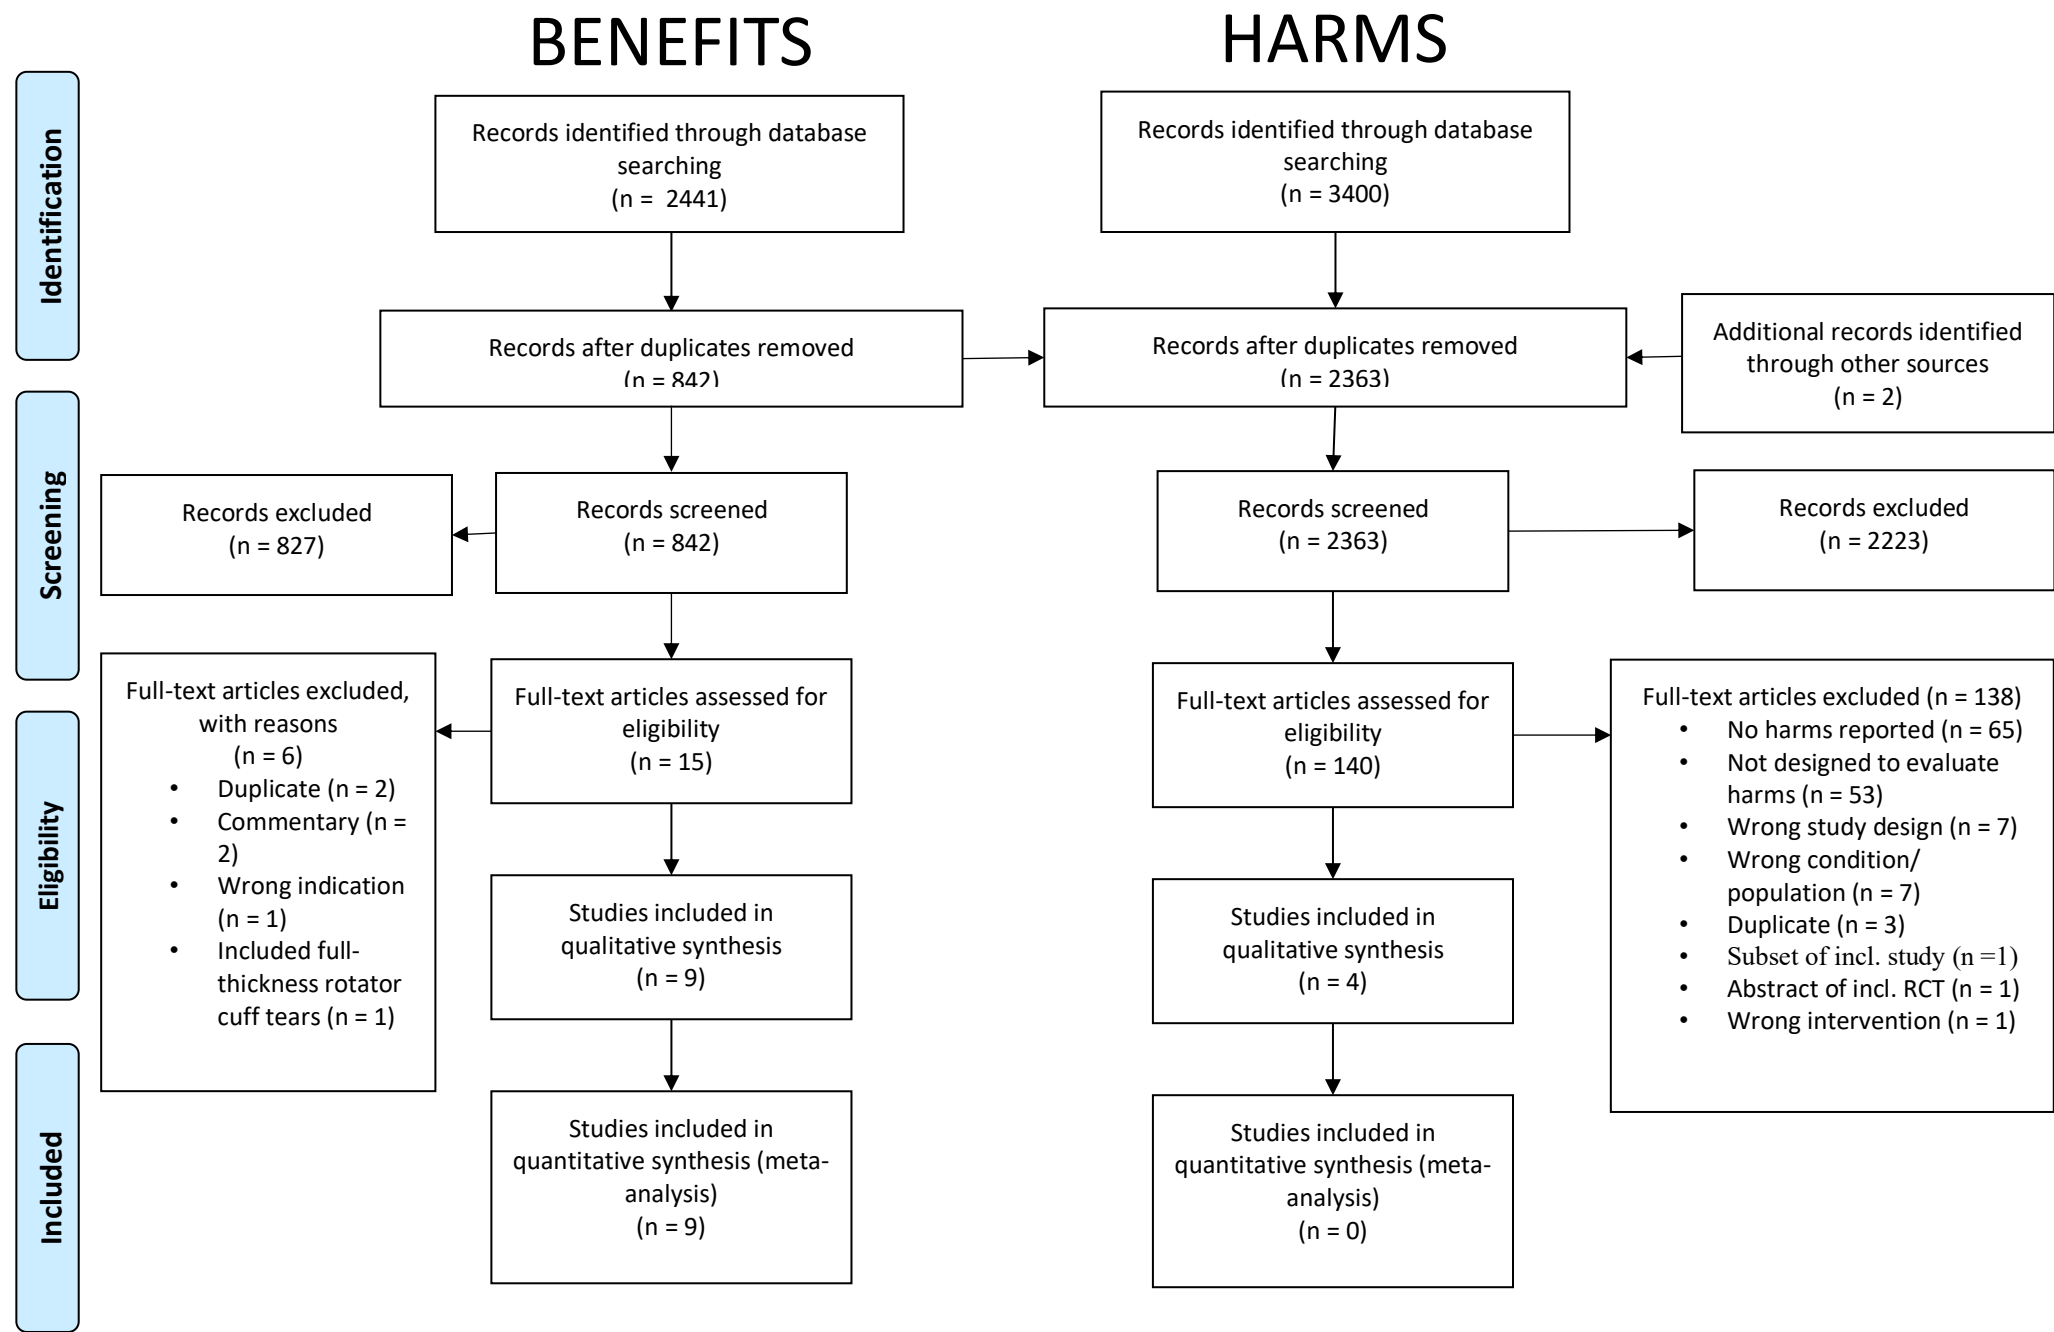 BENEFITS
HARMS
Identification
Screening
Eligibility
Included
Records identified through database
searching
(n =  2441)
Records after duplicates removed
(n = 842)
Records screened
(n = 842)
Records excluded
(n = 827)
Full-text articles assessed for
eligibility
(n = 15)
Full-text articles excluded,
with reasons
(n = 6)
• Duplicate (n = 2)
• Commentary (n =
2)
• Wrong indication
(n = 1)
• Included full-
thickness rotator
cuff tears (n = 1)
Studies included in
qualitative synthesis
(n = 9)
Studies included in
quantitative synthesis (meta-
analysis)
(n = 9)
Records identified through database
searching
(n = 3400)
Records after duplicates removed
(n = 2363)
Additional records identified
through other sources
(n = 2)
Records screened
(n = 2363)
Records excluded
(n = 2223)
Full-text articles assessed for
eligibility
(n = 140)
Full-text articles excluded (n = 138)
• No harms reported (n = 65)
• Not designed to evaluate
harms (n = 53)
• Wrong study design (n = 7)
• Wrong condition/
population (n = 7)
• Duplicate (n = 3)
• Subset of incl. study (n =1)
• Abstract of incl. RCT (n = 1)
• Wrong intervention (n = 1)
Studies included in
qualitative synthesis
(n = 4)
Studies included in
quantitative synthesis (meta-
analysis)
(n = 0)